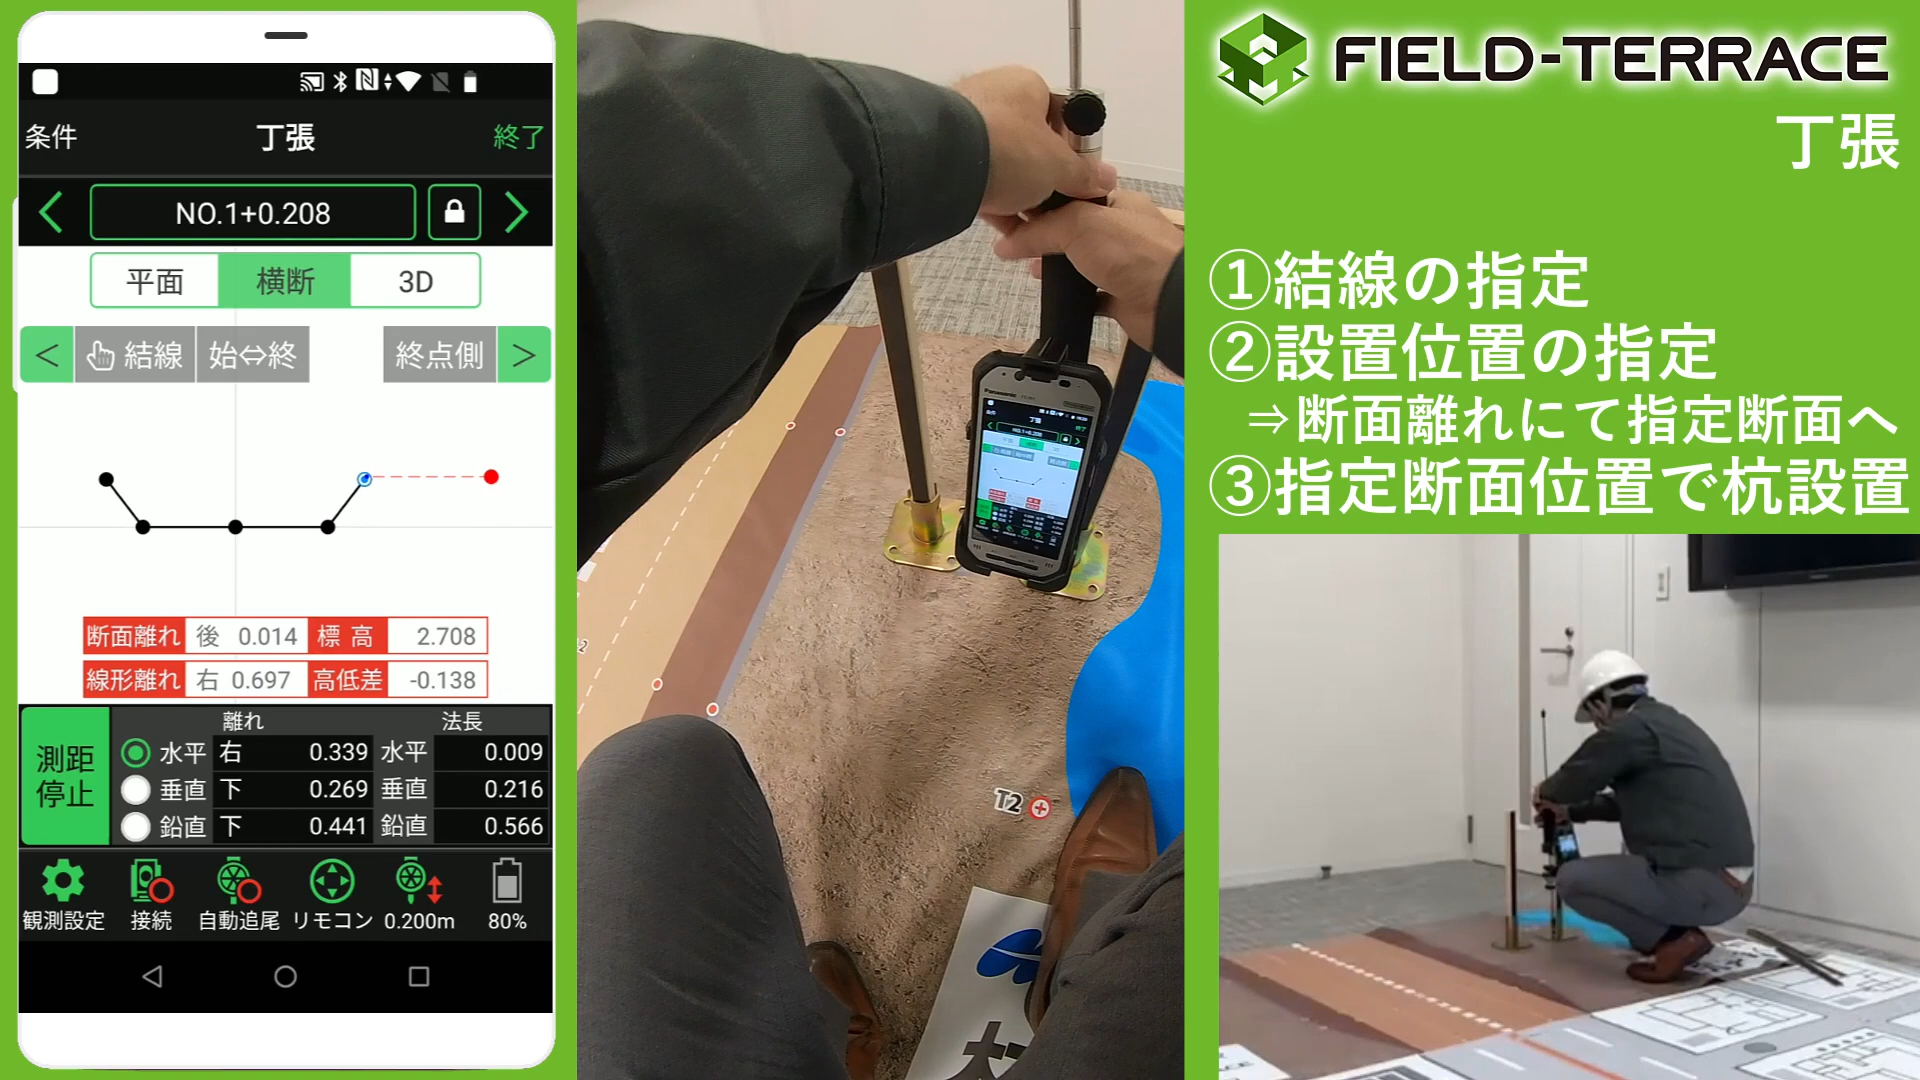 条件 丁張 終了
NO.1+0.208
平面 横断 3D
< 結線 始⇔終 終点側 >
断面離れ 後 0.014 標高 2.708
線形離れ 右 0.697 高低差 -0.138
離れ 法長
測距停止
水平 右 0.339 水平 0.009
垂直 下 0.269 垂直 0.216
鉛直 下 0.441 鉛直 0.566
観測設定 接続 自動追尾 リモコン 0.200m 80%
Panasonic
丁張
NO.1+0.208
T2
FIELD-TERRACE
丁張
①結線の指定
②設置位置の指定
⇒断面離れにて指定断面へ
③指定断面位置で杭設置